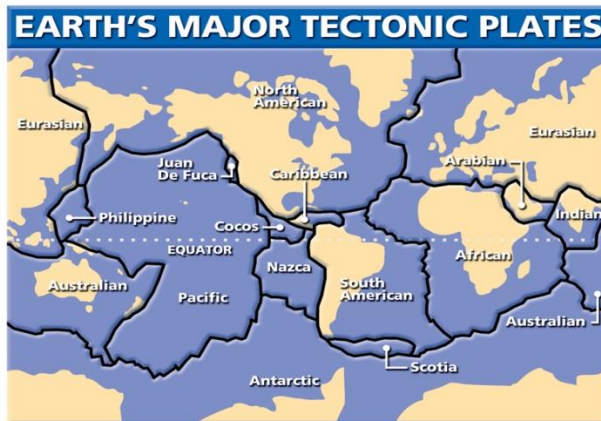 EARTH'S MAJOR TECTONIC PLATES
North
American
Eurasian
Eurasian
Juan
De Fuca
Caribbean
Arabian
Philippine
Cocos
Indian
EQUATOR
Nazca
African
Australian
Pacific
South
American
Australian
Scotia
Antarctic